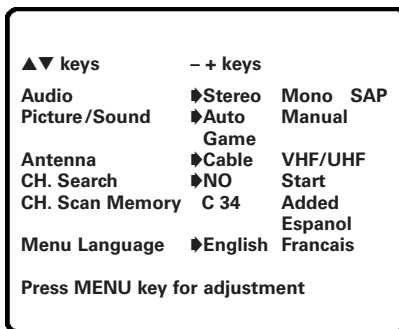 ▲▼ keys – + keys
Audio ➧Stereo Mono SAP
Picture/Sound ➧Auto Manual
Game
Antenna ➧Cable VHF/UHF
CH. Search ➧NO Start
CH. Scan Memory C 34 Added
Espanol
Menu Language ➧English Francais
Press MENU key for adjustment